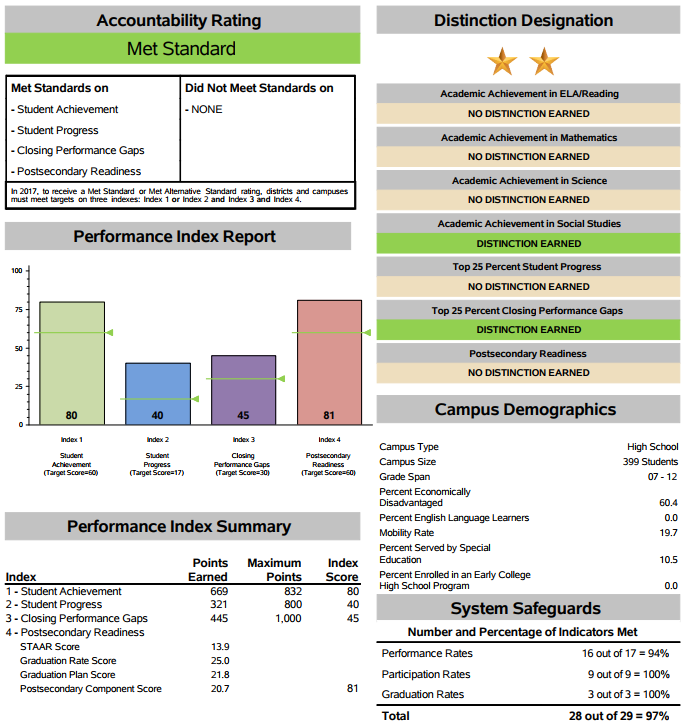 Accountability Rating
Met Standard
Met Standards on
- Student Achievement
- Student Progress
- Closing Performance Gaps
- Postsecondary Readiness
Did Not Meet Standards on
- NONE
In 2017, to receive a Met Standard or Met Alternative Standard rating, districts and campuses
must meet targets on three indexes: Index 1 or Index 2 and Index 3 and Index 4.
Performance Index Report
100
75
50
25
0
80
40
45
81
Index 1
Index 2
Index 3
Index 4
Student
Achievement
(Target Score=60)
Student
Progress
(Target Score=17)
Closing
Performance Gaps
(Target Score=30)
Postsecondary
Readiness
(Target Score=60)
Performance Index Summary
Index Points Earned Maximum Points Index Score
1 - Student Achievement 669 832 80
2 - Student Progress 321 800 40
3 - Closing Performance Gaps 445 1,000 45
4 - Postsecondary Readiness
STAAR Score 13.9
Graduation Rate Score 25.0
Graduation Plan Score 21.8
Postsecondary Component Score 20.7 81
Distinction Designation
Academic Achievement in ELA/Reading
NO DISTINCTION EARNED
Academic Achievement in Mathematics
NO DISTINCTION EARNED
Academic Achievement in Science
NO DISTINCTION EARNED
Academic Achievement in Social Studies
DISTINCTION EARNED
Top 25 Percent Student Progress
NO DISTINCTION EARNED
Top 25 Percent Closing Performance Gaps
DISTINCTION EARNED
Postsecondary Readiness
NO DISTINCTION EARNED
Campus Demographics
Campus Type High School
Campus Size 399 Students
Grade Span 07 - 12
Percent Economically
Disadvantaged 60.4
Percent English Language Learners 0.0
Mobility Rate 19.7
Percent Served by Special
Education 10.5
Percent Enrolled in an Early College
High School Program 0.0
System Safeguards
Number and Percentage of Indicators Met
Performance Rates 16 out of 17 = 94%
Participation Rates 9 out of 9 = 100%
Graduation Rates 3 out of 3 = 100%
Total 28 out of 29 = 97%